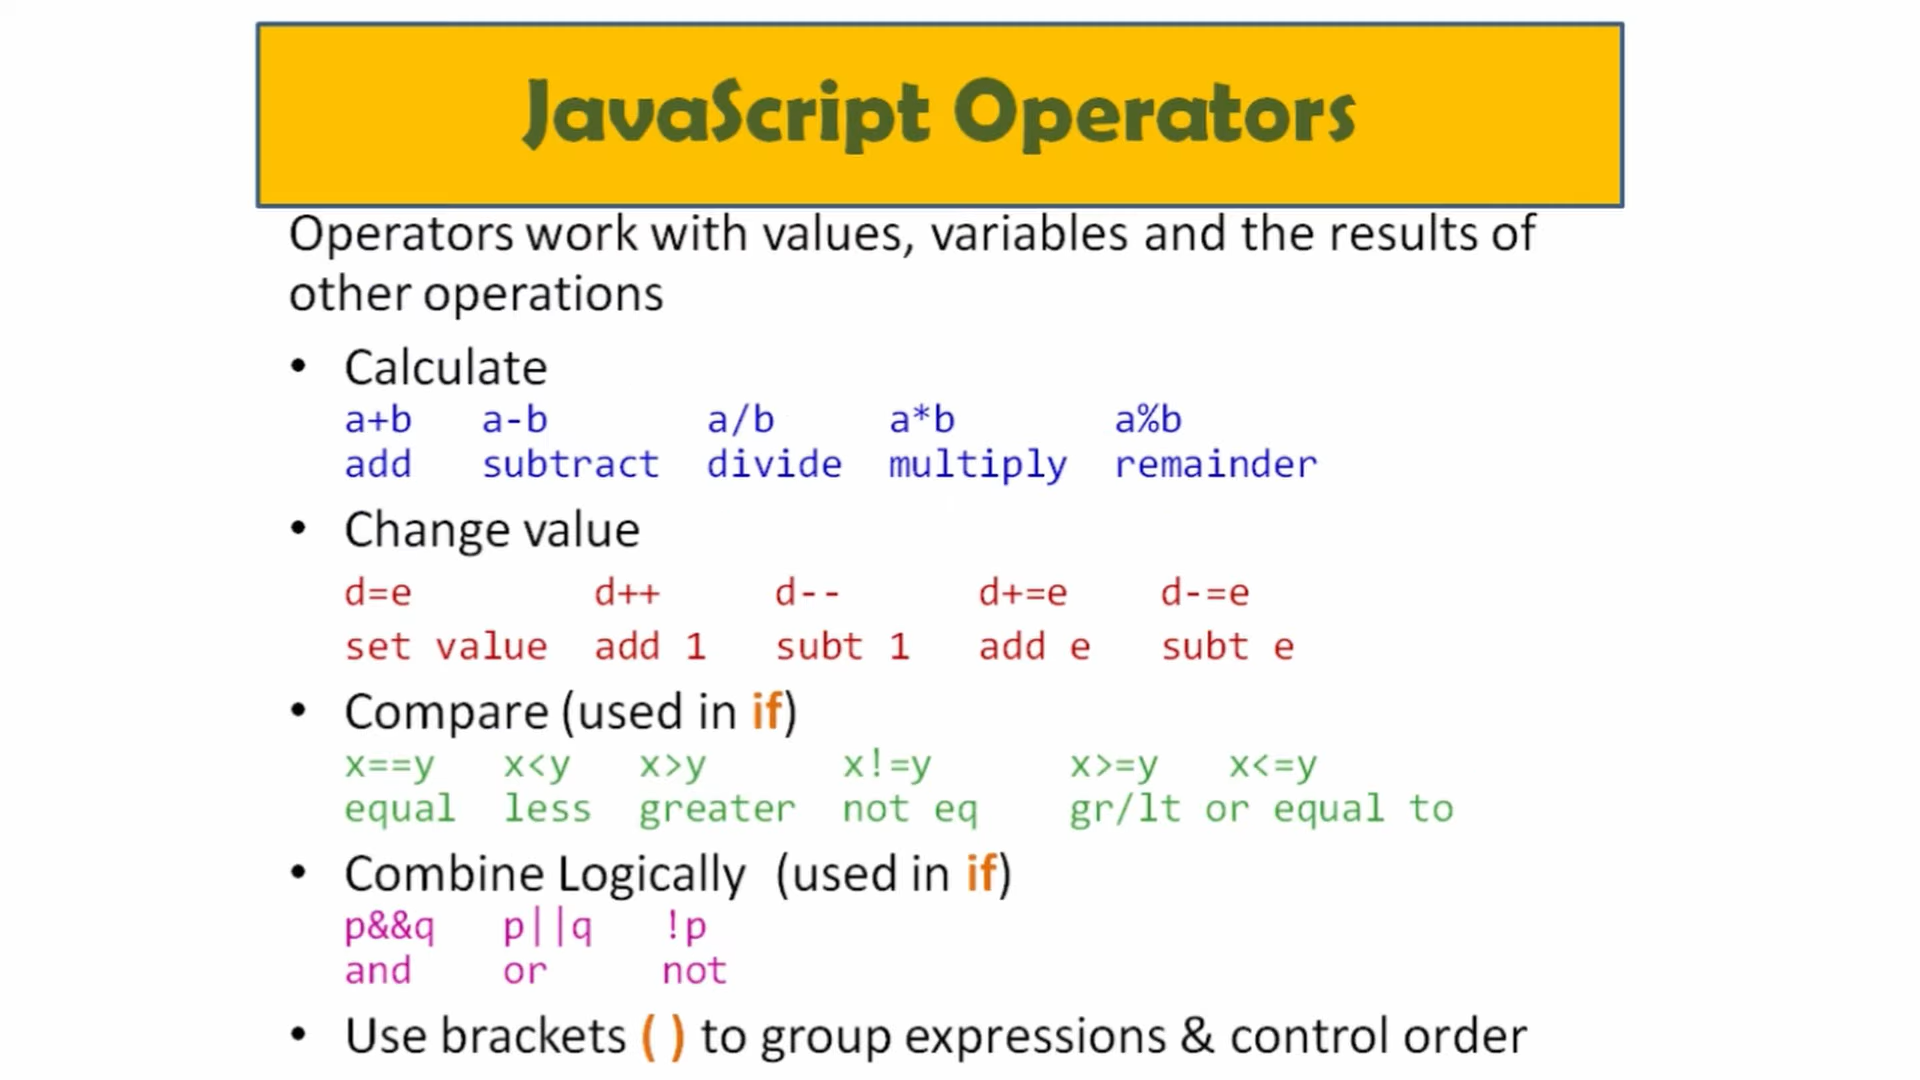 JavaScript Operators
Operators work with values, variables and the results of
other operations
• Calculate
a+b a-b a/b a*b a%b
add subtract divide multiply remainder
• Change value
d=e d++ d-- d+=e d-=e
set value add 1 subt 1 add e subt e
• Compare (used in if)
x==y x<y x>y x!=y x>=y x<=y
equal less greater not eq gr/lt or equal to
• Combine Logically (used in if)
p&&q p||q !p
and or not
• Use brackets ( ) to group expressions & control order